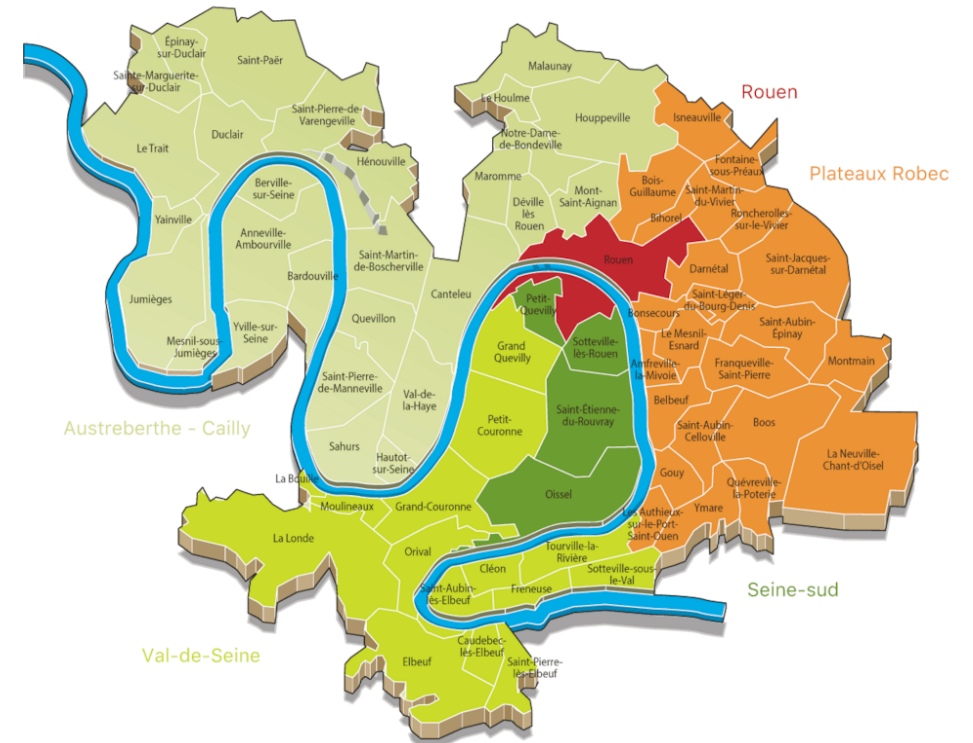 Épinay-
sur-Duclair
Saint-Paër
Sainte-Marguerite-
sur-Duclair
Saint-Pierre-de-
Varengeville
Duclair
Le Trait
Hénouville
Berville-
sur-Seine
Yainville
Anneville-
Ambourville
Bardouville
Saint-Martin-
de-Boscherville
Jumièges
Mesnil-sous-
Jumièges
Yville-sur-
Seine
Quevillon
Canteleu
Saint-Pierre-
de-Manneville
Val-de-
la-Haye
Sahurs
Hautot-
sur-Seine
Austreberthe - Cailly
Malaunay
Le Houlme
Houppeville
Notre-Dame-
de-Bondeville
Maromme
Mont-
Saint-Aignan
Déville
lès
Rouen
Rouen
Isneauville
Fontaine-
sous-Préaux
Plateaux Robec
Bois-
Guillaume
Saint-Martin-
du-Vivier
Bihorel
Roncherolles-
sur-le-Vivier
Rouen
Darnétal
Saint-Jacques-
sur-Darnétal
Saint-Léger-
du-Bourg-Denis
Bonsecours
Saint-Aubin-
Épinay
Le Mesnil-
Esnard
Amfreville-
la-Mivoie
Franqueville-
Saint-Pierre
Montmain
Belbeuf
Saint-Aubin-
Celloville
Boos
La Neuville-
Chant-d'Oisel
Gouy
Quévreville-
la-Poterie
Ymare
Les Authieux-
sur-le-Port-
Saint-Ouen
Petit-
Quevilly
Grand
Quevilly
Sotteville-
lès-Rouen
Petit-
Couronne
Saint-Étienne-
du-Rouvray
Oissel
Seine-sud
La Bouille
Moulineaux
Grand-Couronne
La Londe
Orival
Cléon
Tourville-la-
Rivière
Saint-Aubin-
lès-Elbeuf
Freneuse
Sotteville-sous-
le-Val
Val-de-Seine
Elbeuf
Caudebec-
lès-Elbeuf
Saint-Pierre-
lès-Elbeuf